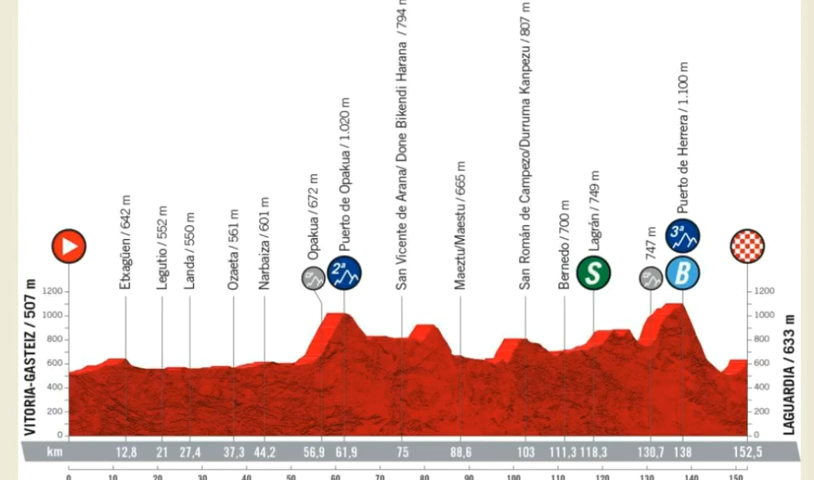 VITORIA-GASTEIZ / 507 m
Etxagüen / 642 m
Legutio / 552 m
Landa / 550 m
Ozaeta / 561 m
Narbaiza / 601 m
Opakua / 672 m
Puerto de Opakua / 1.020 m
2ª
San Vicente de Arana/ Done Bikendi Harana / 794 m
Maeztu/Maestu / 665 m
San Román de Campezo/Durruma Kanpezu / 807 m
Bernedo / 700 m
Lagrán / 749 m
S
747 m
Puerto de Herrera / 1.100 m
3ª
B
LAGUARDIA / 633 m
1200
1000
800
600
400
200
0
1200
1000
800
600
400
200
0
km 12,8 21 27,4 37,3 44,2 56,9 61,9 75 88,6 103 111,3 118,3 130,7 138 152,5
0 10 20 30 40 50 60 70 80 90 100 110 120 130 140 150